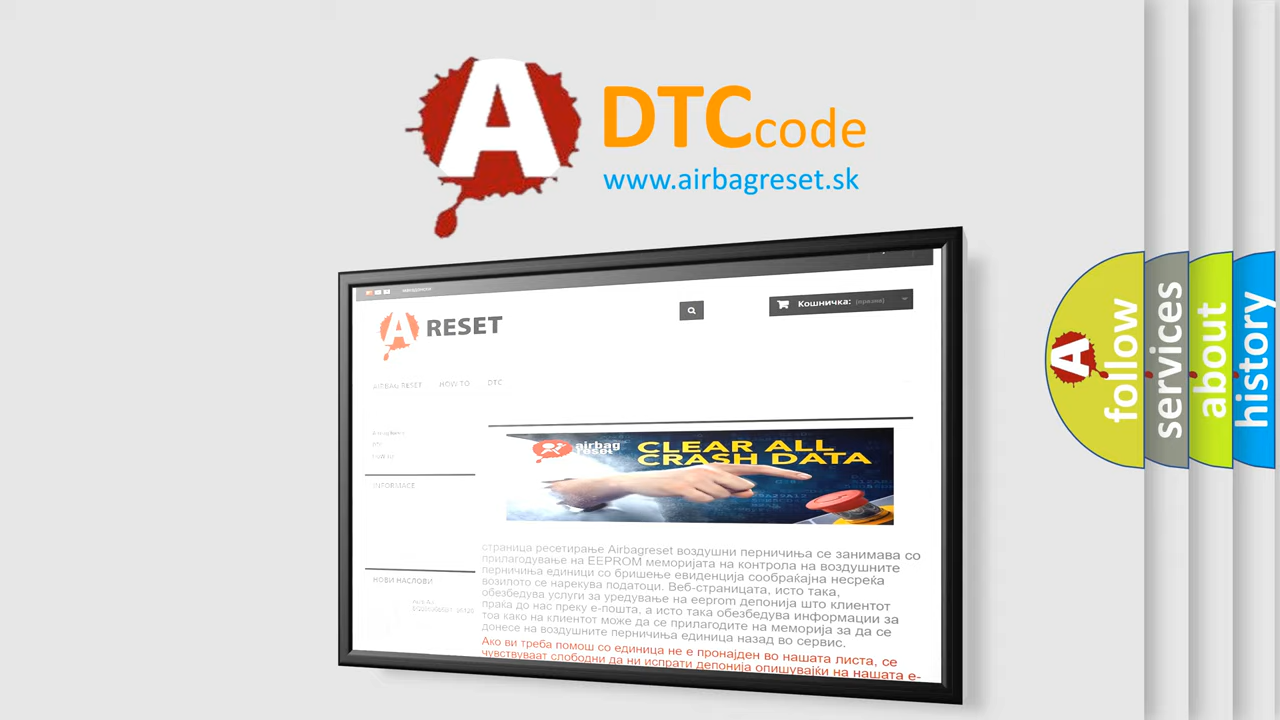 A DTCcode
www.airbagreset.sk
Кошничка: (празна)
A RESET
AIRBAG RESET HOW TO DTC
airbag
reset
CLEAR ALL
CRASH DATA
INFORMACE
страница ресетирање Airbagreset воздушни перничиња се занимава со
прилагодување на EEPROM меморијата на контрола на воздушните
перничиња единици со бришење евиденција сообраќајна несреќа
возилото се нарекува податоци. Веб-страницата, исто така,
обезбедува услуги за уредување на eeprom депонија што клиентот
праќа до нас преку е-пошта, а исто така обезбедува информации за
тоа како на клиентот може да се прилагодите на меморија за да се
донесе на воздушните перничиња единица назад во сервис.
Ако ви треба помош со единица не е пронајден во нашата листа, се
чувствуваат слободни да ни испрати депонија опишувајќи на нашата е-
НОВИ НАСЛОВИ
A
follow
services
about
history